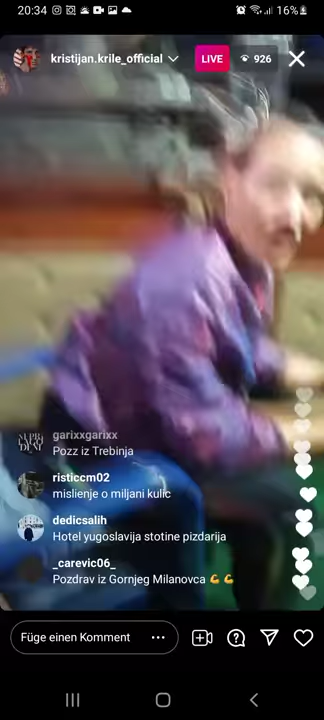 20:34
16%
kristijan.krile_official
LIVE
926
garixxgarixx
Pozz iz Trebinja
risticcm02
mislienje o miljani kulic
dedicsalih
Hotel yugoslavija stotine pizdarija
_carevic06_
Pozdrav iz Gornjeg Milanovca 💪💪
Füge einen Komment